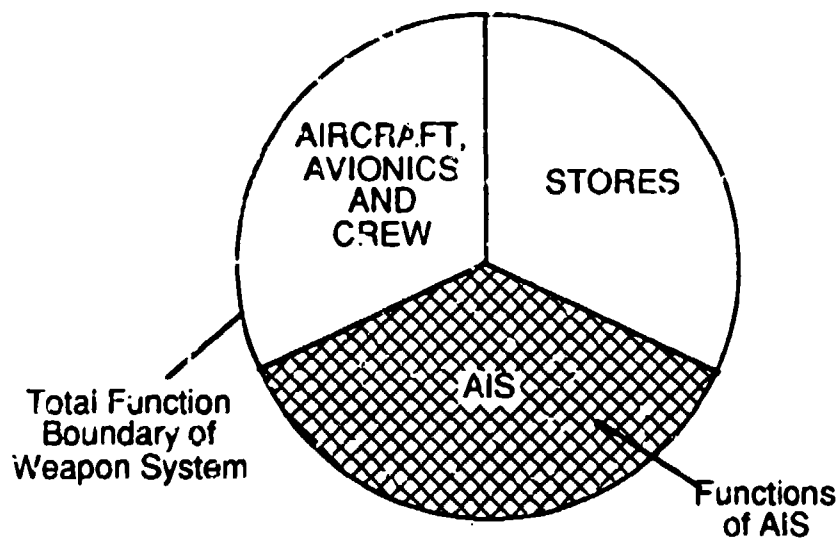 AIRCRAFT,
AVIONICS
AND
CREW
STORES
AIS
Total Function
Boundary of
Weapon System
Functions
of AIS